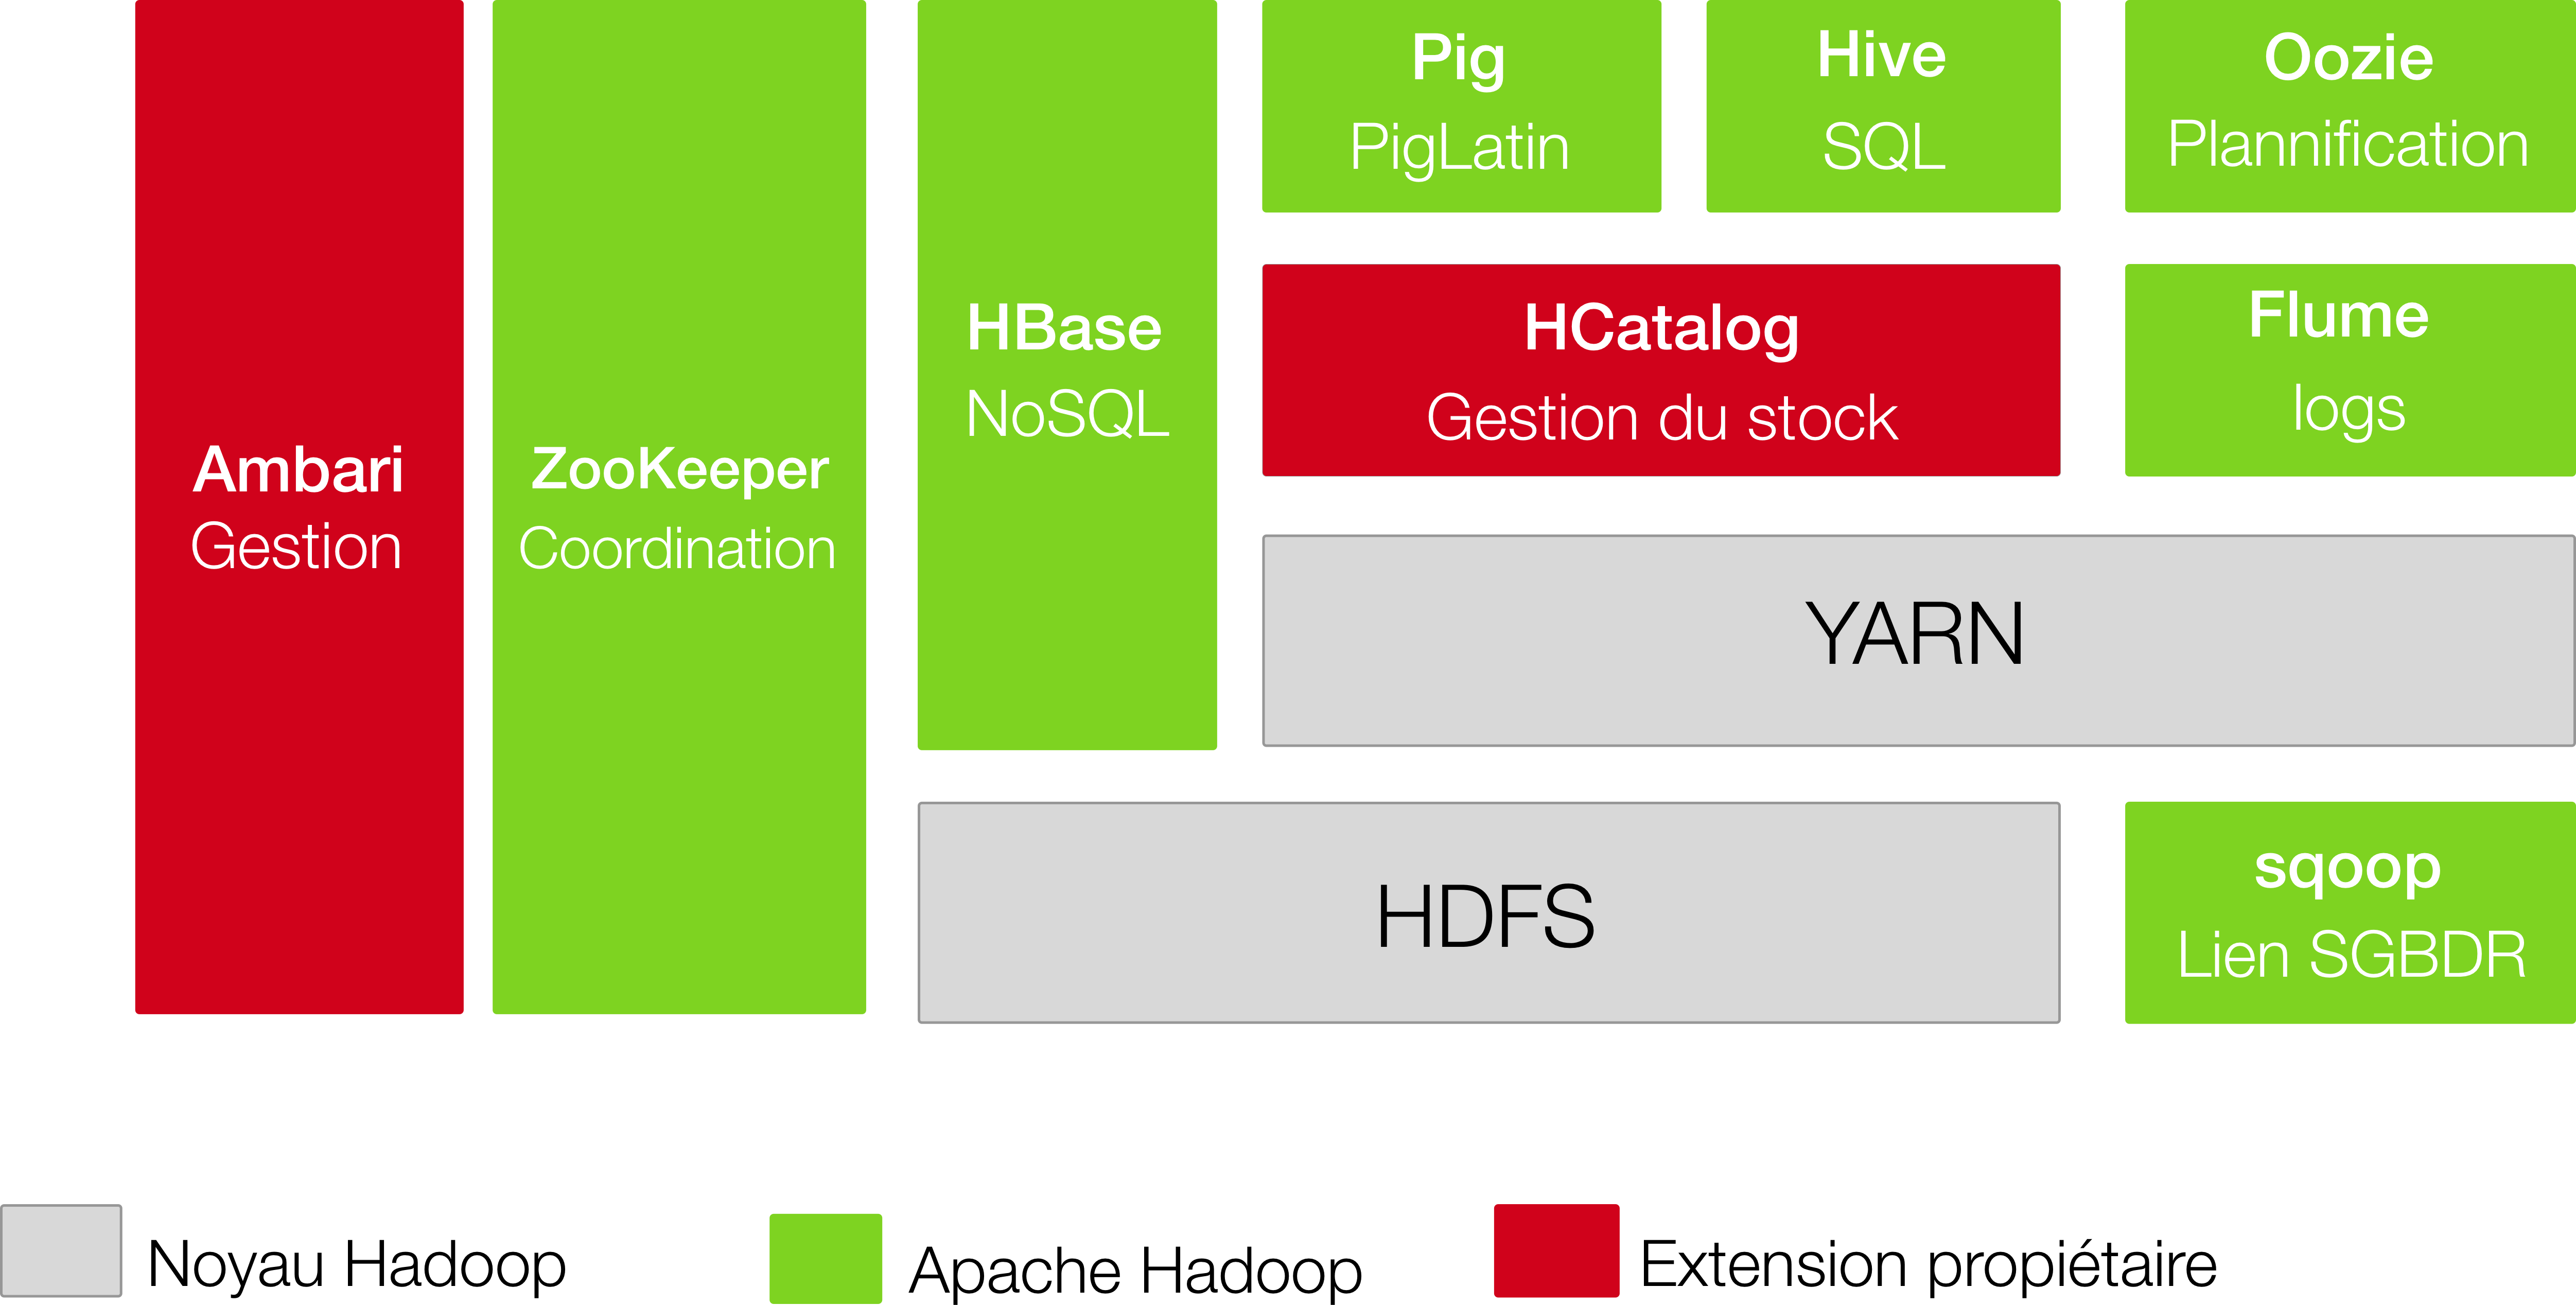 Ambari
Gestion
ZooKeeper
Coordination
HBase
NoSQL
Pig
PigLatin
Hive
SQL
Oozie
Plannification
HCatalog
Gestion du stock
Flume
logs
YARN
HDFS
sqoop
Lien SGBDR
Noyau Hadoop
Apache Hadoop
Extension propiétaire